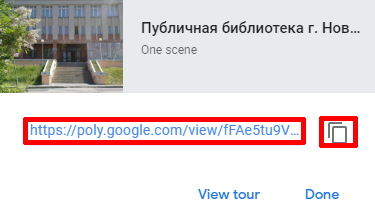 Публичная библиотека г. Нов...
One scene
https://poly.google.com/view/fFAe5tu9V...
View tour
Done